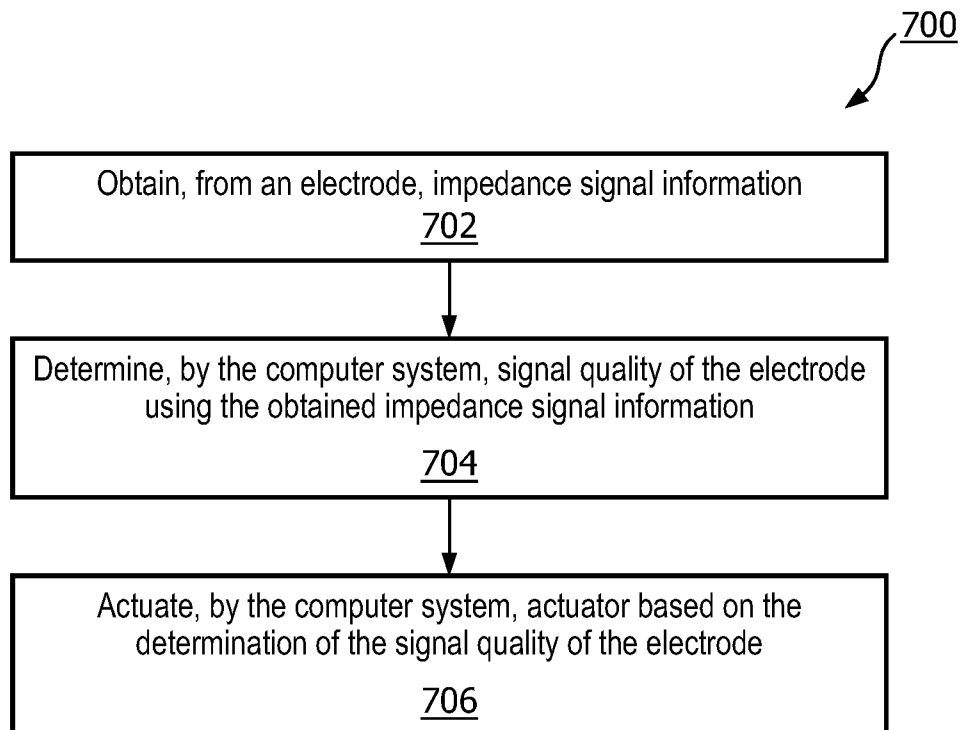 700
Obtain, from an electrode, impedance signal information
702
Determine, by the computer system, signal quality of the electrode
using the obtained impedance signal information
704
Actuate, by the computer system, actuator based on the
determination of the signal quality of the electrode
706